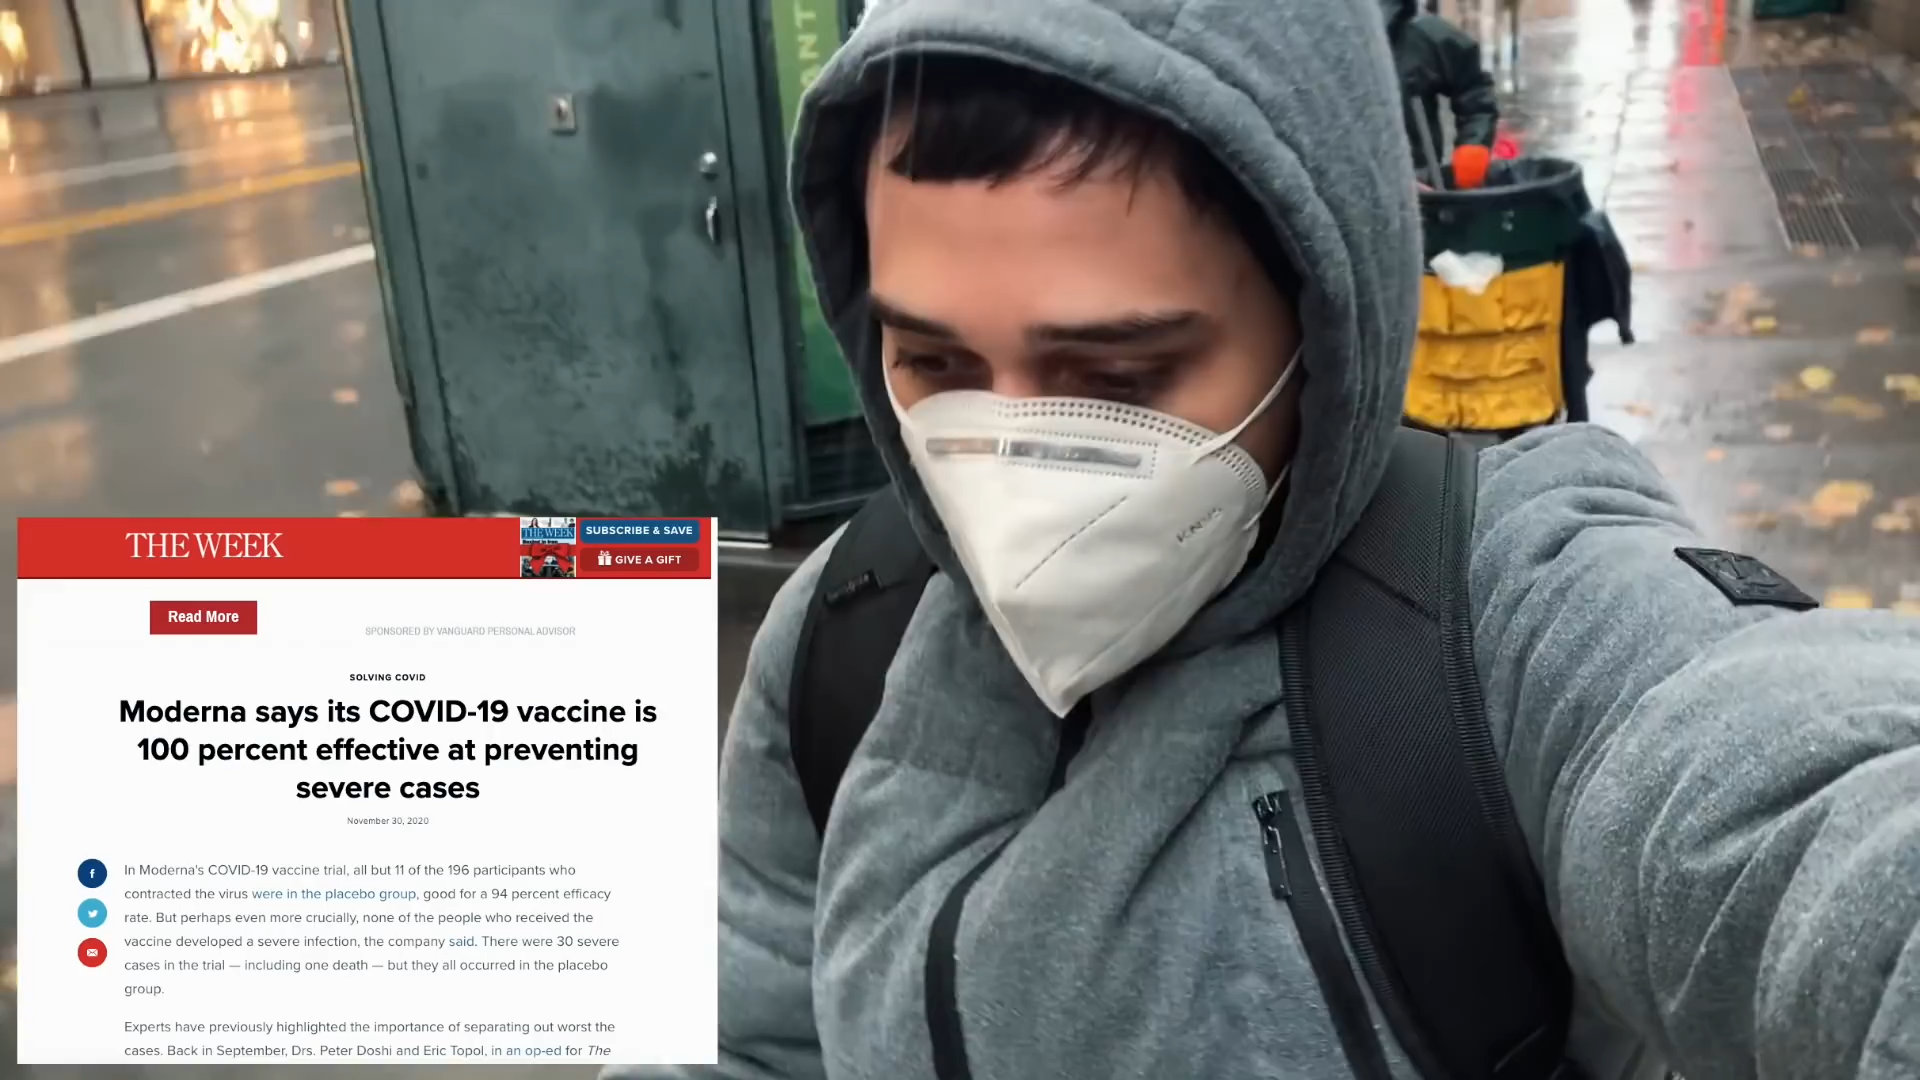 ANT
KN95
THE WEEK
THE WEEK
SUBSCRIBE & SAVE
GIVE A GIFT
Read More
SPONSORED BY VANGUARD PERSONAL ADVISOR
SOLVING COVID
Moderna says its COVID-19 vaccine is
100 percent effective at preventing
severe cases
November 30, 2020
In Moderna's COVID-19 vaccine trial, all but 11 of the 196 participants who
contracted the virus were in the placebo group, good for a 94 percent efficacy
rate. But perhaps even more crucially, none of the people who received the
vaccine developed a severe infection, the company said. There were 30 severe
cases in the trial — including one death — but they all occurred in the placebo
group.
Experts have previously highlighted the importance of separating out worst the
cases. Back in September, Drs. Peter Doshi and Eric Topol, in an op-ed for The